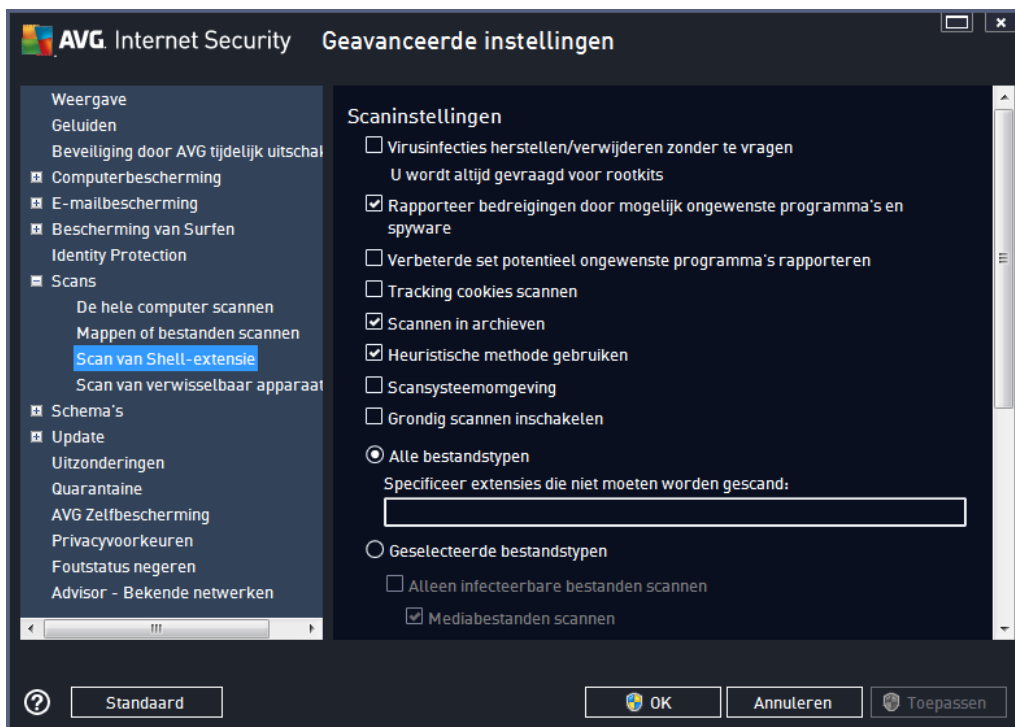 AVG. Internet Security
Geavanceerde instellingen
Weergave
Geluiden
Beveiliging door AVG tijdelijk uitschak
Computerbescherming
E-mailbescherming
Bescherming van Surfen
Identity Protection
Scans
De hele computer scannen
Mappen of bestanden scannen
Scan van Shell-extensie
Scan van verwisselbaar apparaat
Schema's
Update
Uitzonderingen
Quarantaine
AVG Zelfbescherming
Privacyvoorkeuren
Foutstatus negeren
Advisor - Bekende netwerken
Scaninstellingen
Virusinfecties herstellen/verwijderen zonder te vragen
U wordt altijd gevraagd voor rootkits
Rapporteer bedreigingen door mogelijk ongewenste programma's en
spyware
Verbeterde set potentieel ongewenste programma's rapporteren
Tracking cookies scannen
Scannen in archieven
Heuristische methode gebruiken
Scansysteemomgeving
Grondig scannen inschakelen
Alle bestandstypen
Specificeer extensies die niet moeten worden gescand:
Geselecteerde bestandstypen
Alleen infecteerbare bestanden scannen
Mediabestanden scannen
Standaard
OK
Annuleren
Toepassen